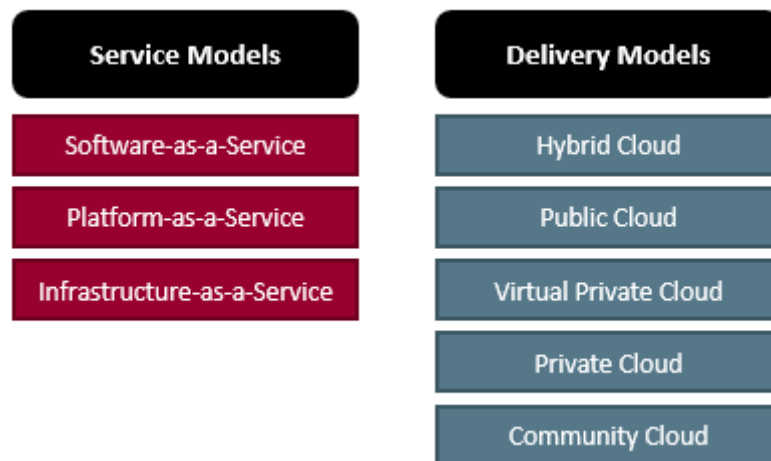 Service Models
Software-as-a-Service
Platform-as-a-Service
Infrastructure-as-a-Service
Delivery Models
Hybrid Cloud
Public Cloud
Virtual Private Cloud
Private Cloud
Community Cloud